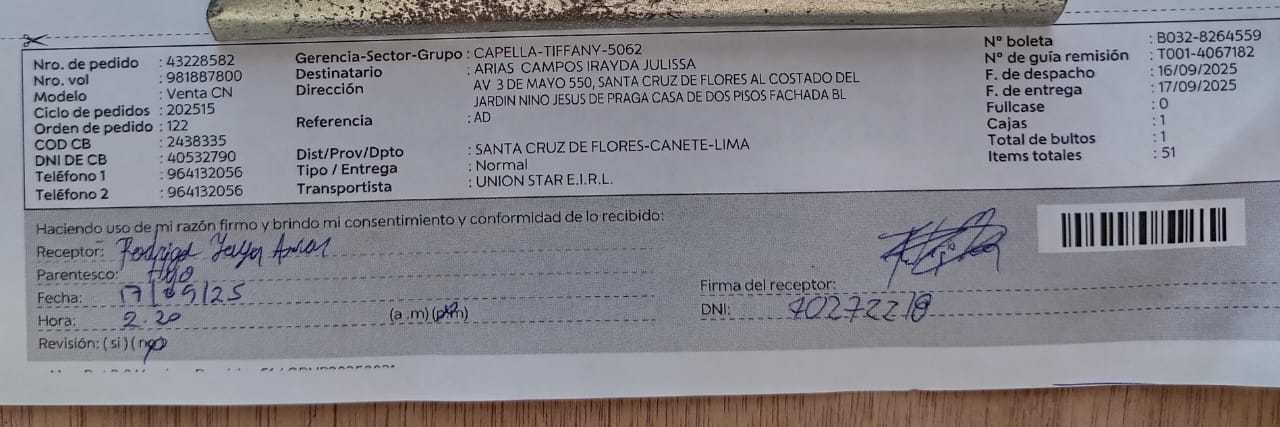 Nro. de pedido : 43228582
Nro. vol : 981887800
Modelo : Venta CN
Ciclo de pedidos : 202515
Orden de pedido : 122
COD CB : 2438335
DNI DE CB : 40532790
Teléfono 1 : 964132056
Teléfono 2 : 964132056
Gerencia-Sector-Grupo : CAPELLA-TIFFANY-5062
Destinatario : ARIAS CAMPOS IRAYDA JULISSA
Dirección : AV 3 DE MAYO 550, SANTA CRUZ DE FLORES AL COSTADO DEL
JARDIN NINO JESUS DE PRAGA CASA DE DOS PISOS FACHADA BL
Referencia : AD
Dist/Prov/Dpto : SANTA CRUZ DE FLORES-CANETE-LIMA
Tipo / Entrega : Normal
Transportista : UNION STAR E.I.R.L.
N° boleta : B032-8264559
N° de guía remisión : T001-4067182
F. de despacho : 16/09/2025
F. de entrega : 17/09/2025
Fullcase : 0
Cajas : 1
Total de bultos : 1
Items totales : 51
Haciendo uso de mi razón firmo y brindo mi consentimiento y conformidad de lo recibido:
Receptor: Rodrigo
Parentesco: Hijo
Fecha: 17/09/25
Hora: 2.20 (a.m)(p.m)
Revisión: (si) (no)
Firma del receptor:
DNI: 70272218